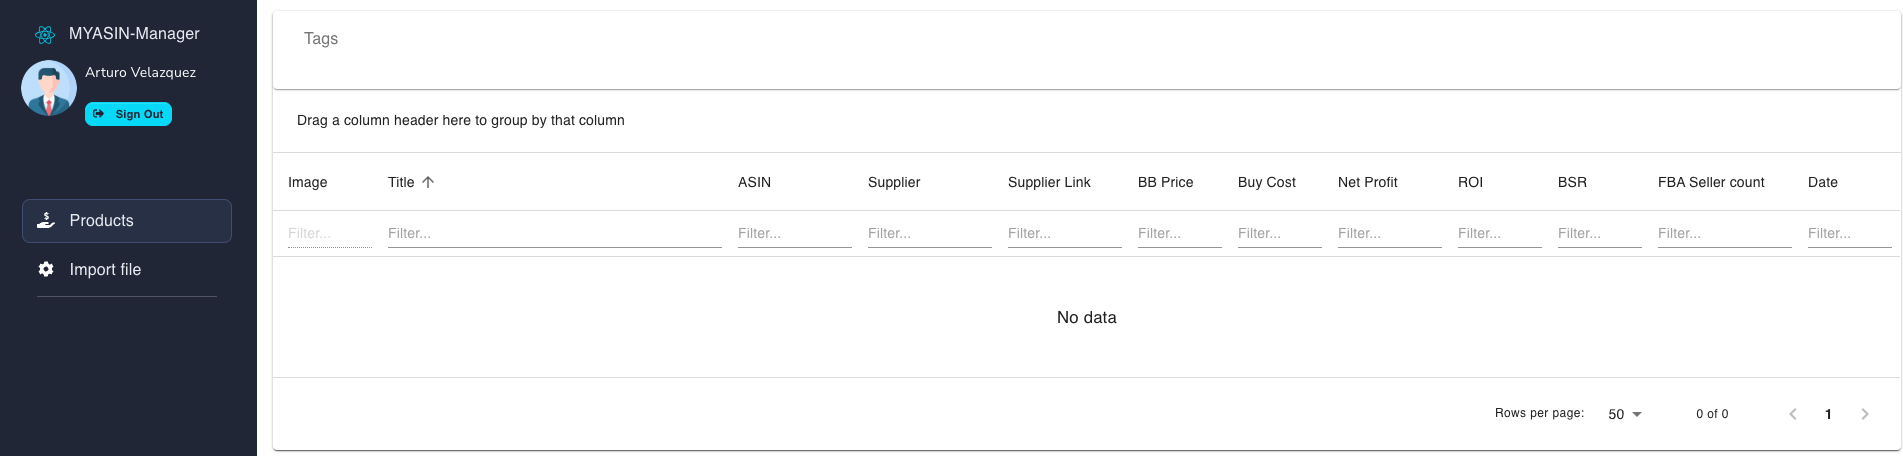 MYASIN-Manager
Arturo Velazquez
Sign Out
Products
Import file
Tags
Drag a column header here to group by that column
Image Title ASIN Supplier Supplier Link BB Price Buy Cost Net Profit ROI BSR FBA Seller count Date
Filter... Filter... Filter... Filter... Filter... Filter... Filter... Filter... Filter... Filter... Filter... Filter...
No data
Rows per page: 50 0 of 0 1